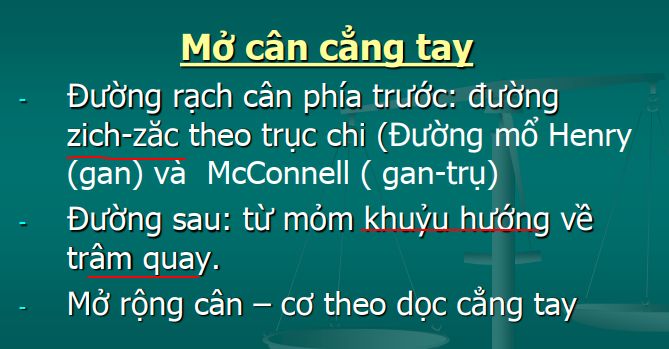 Mở cân cẳng tay
- Đường rạch cân phía trước: đường
zich-zăc theo trục chi (Đường mổ Henry
(gan) và McConnell ( gan-trụ)
- Đường sau: từ mỏm khuỷu hướng về
trâm quay.
- Mở rộng cân – cơ theo dọc cẳng tay